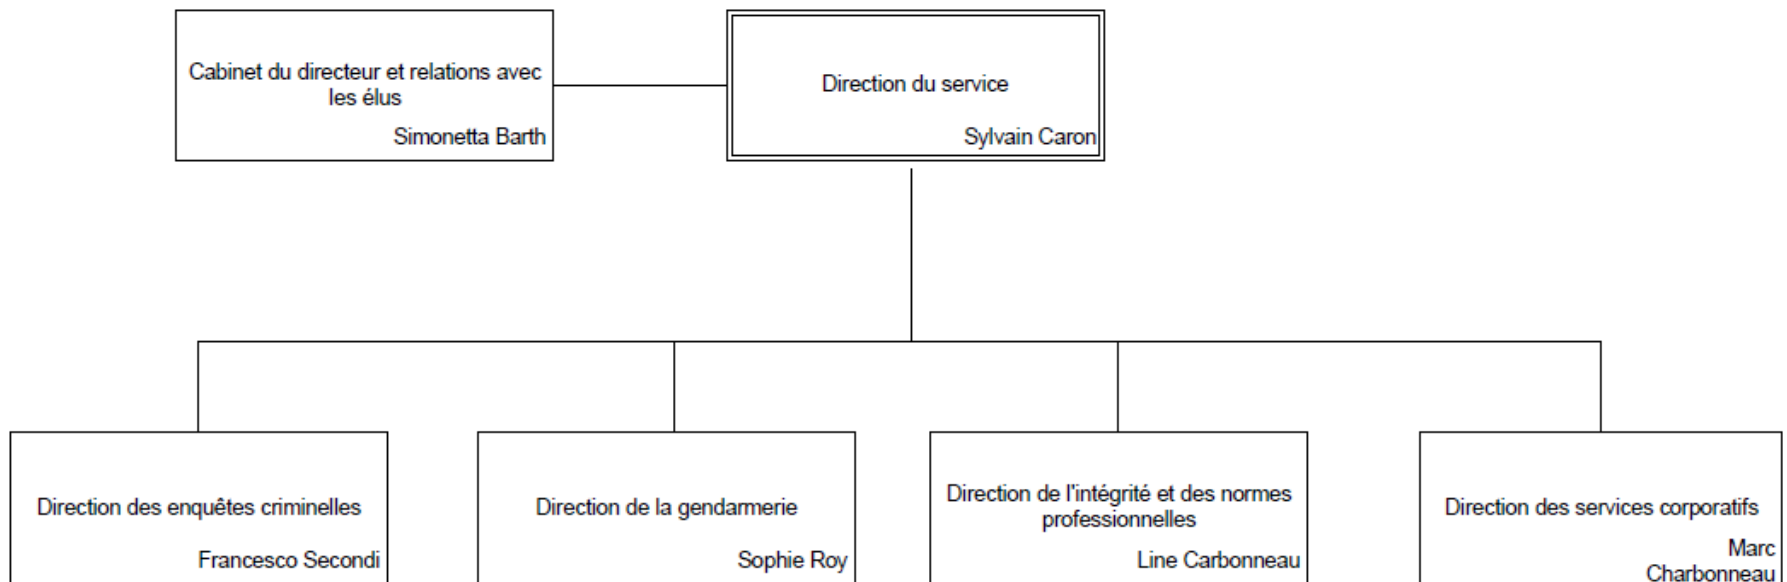 Cabinet du directeur et relations avec
les élus
Simonetta Barth
Direction du service
Sylvain Caron
Direction des enquêtes criminelles
Francesco Secondi
Direction de la gendarmerie
Sophie Roy
Direction de l'intégrité et des normes
professionnelles
Line Carbonneau
Direction des services corporatifs
Marc
Charbonneau